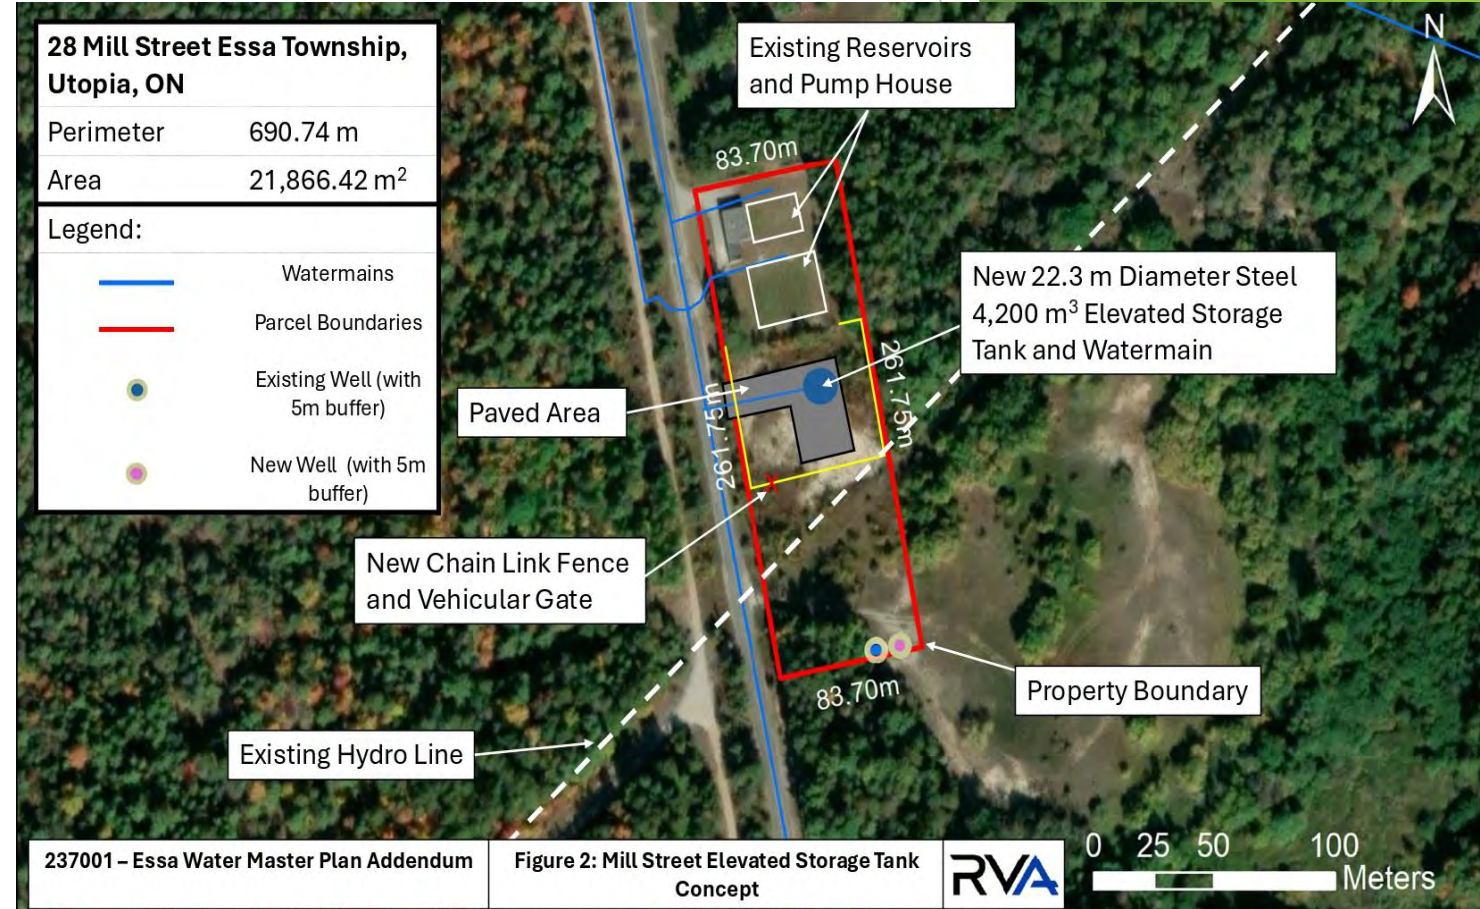 28 Mill Street Essa Township,
Utopia, ON
Perimeter 690.74 m
Area 21,866.42 m²
Legend:
Watermains
Parcel Boundaries
Existing Well (with
5m buffer)
New Well (with 5m
buffer)
Existing Reservoirs
and Pump House
N
83.70m
New 22.3 m Diameter Steel
4,200 m³ Elevated Storage
Tank and Watermain
261.75m
Paved Area
261.75m
X
New Chain Link Fence
and Vehicular Gate
Property Boundary
83.70m
Existing Hydro Line
237001 – Essa Water Master Plan Addendum
Figure 2: Mill Street Elevated Storage Tank
Concept
RVA
0 25 50 100
Meters